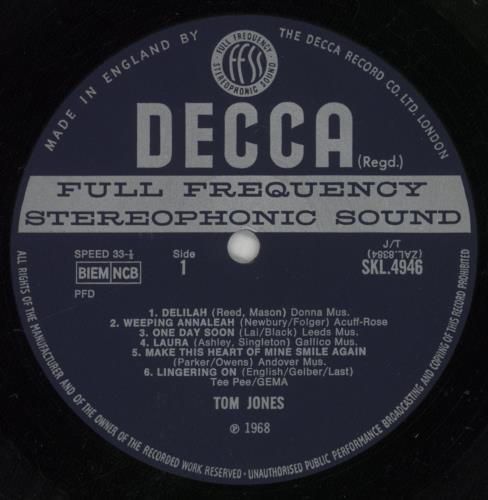 MADE IN ENGLAND BY THE DECCA RECORD CO., LTD. LONDON
FULL FREQUENCY
ffss
STEREOPHONIC SOUND
DECCA
(Regd.)
FULL FREQUENCY
STEREOPHONIC SOUND
SPEED 33-⅓
BIEM NCB
PFD
Side
1
J/T
(ZAL.8384)
SKL.4946
1. DELILAH (Reed, Mason) Donna Mus.
2. WEEPING ANNALEAH (Newbury/Folger) Acuff-Rose
3. ONE DAY SOON (Lai/Black) Leeds Mus.
4. LAURA (Ashley, Singleton) Gallico Mus.
5. MAKE THIS HEART OF MINE SMILE AGAIN
(Parker/Owens) Andover Mus.
6. LINGERING ON (English/Gelber/Last)
Tee Pee/GEMA
TOM JONES
℗ 1968
ALL RIGHTS OF THE MANUFACTURER AND OF THE OWNER OF THE RECORDED WORK RESERVED · UNAUTHORISED PUBLIC PERFORMANCE BROADCASTING AND COPYING OF THIS RECORD PROHIBITED